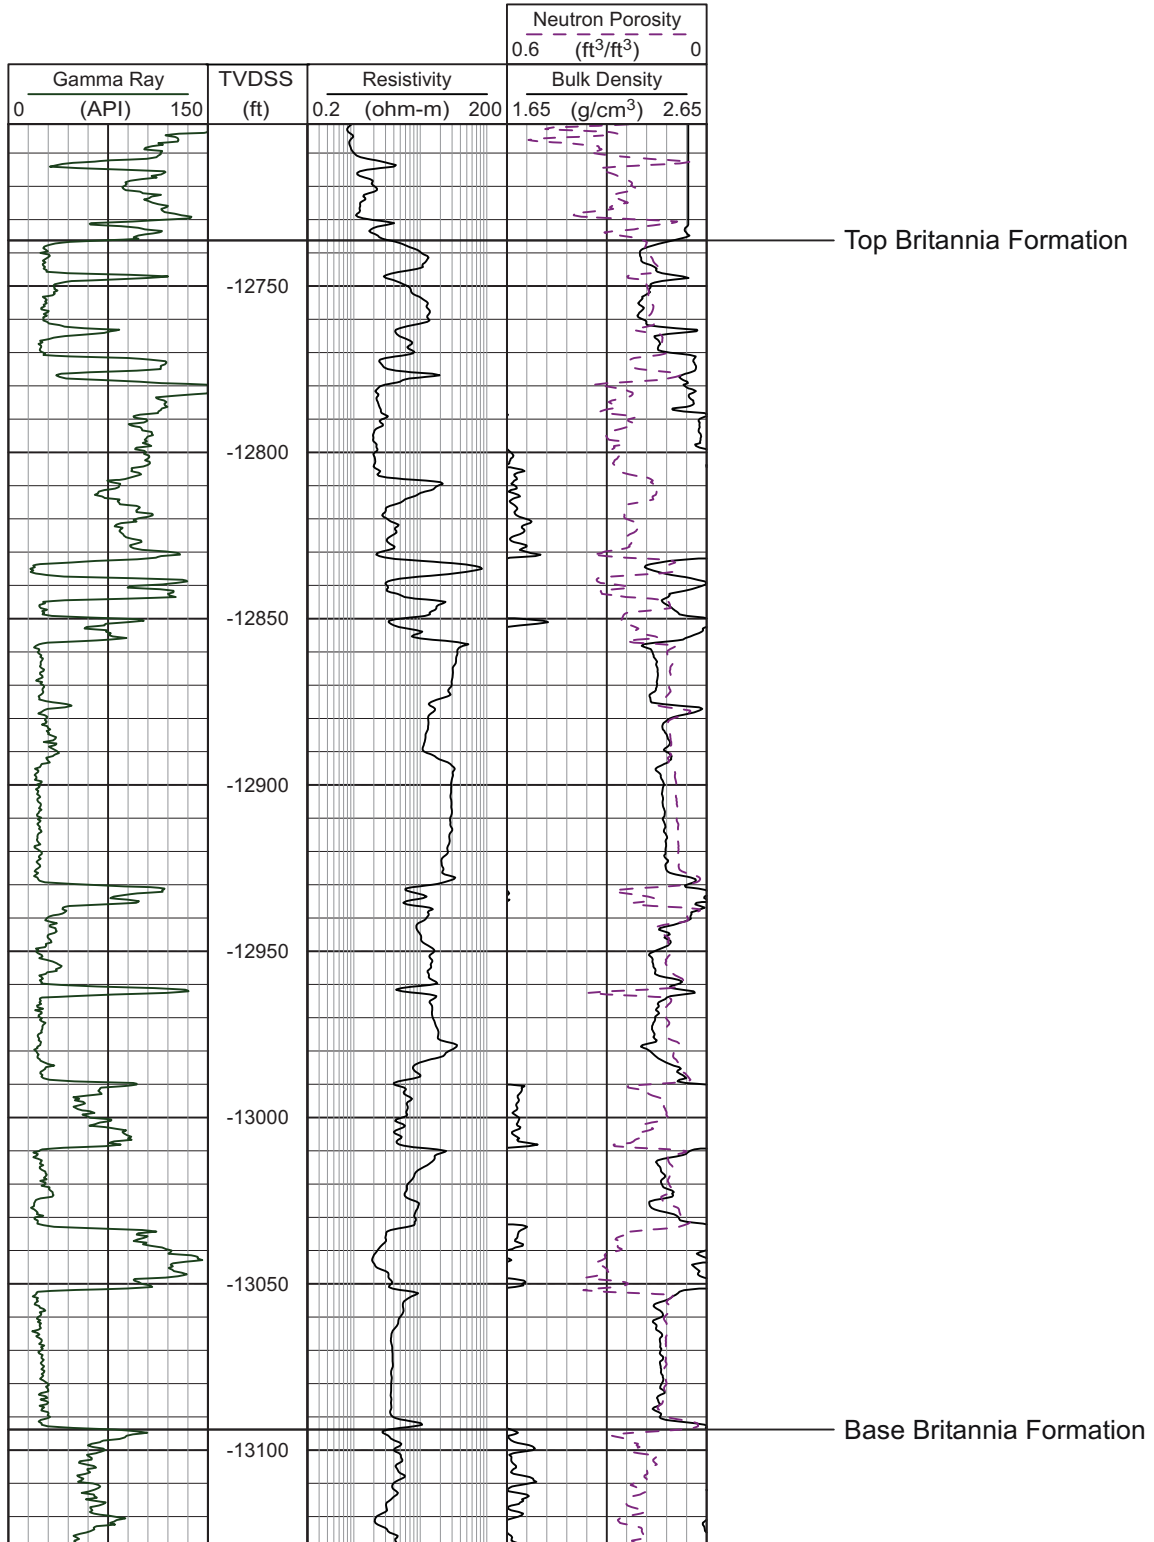 Neutron Porosity
0.6 (ft³/ft³) 0
Gamma Ray TVDSS Resistivity Bulk Density
0 (API) 150 (ft) 0.2 (ohm-m) 200 1.65 (g/cm³) 2.65
Top Britannia Formation
-12750
-12800
-12850
-12900
-12950
-13000
-13050
Base Britannia Formation
-13100